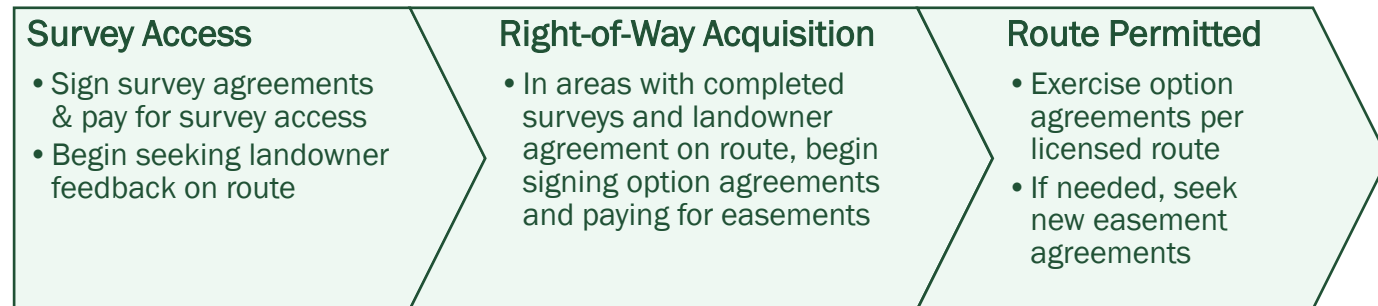 Survey Access
• Sign survey agreements
& pay for survey access
• Begin seeking landowner
feedback on route
Right-of-Way Acquisition
• In areas with completed
surveys and landowner
agreement on route, begin
signing option agreements
and paying for easements
Route Permitted
• Exercise option
agreements per
licensed route
• If needed, seek
new easement
agreements